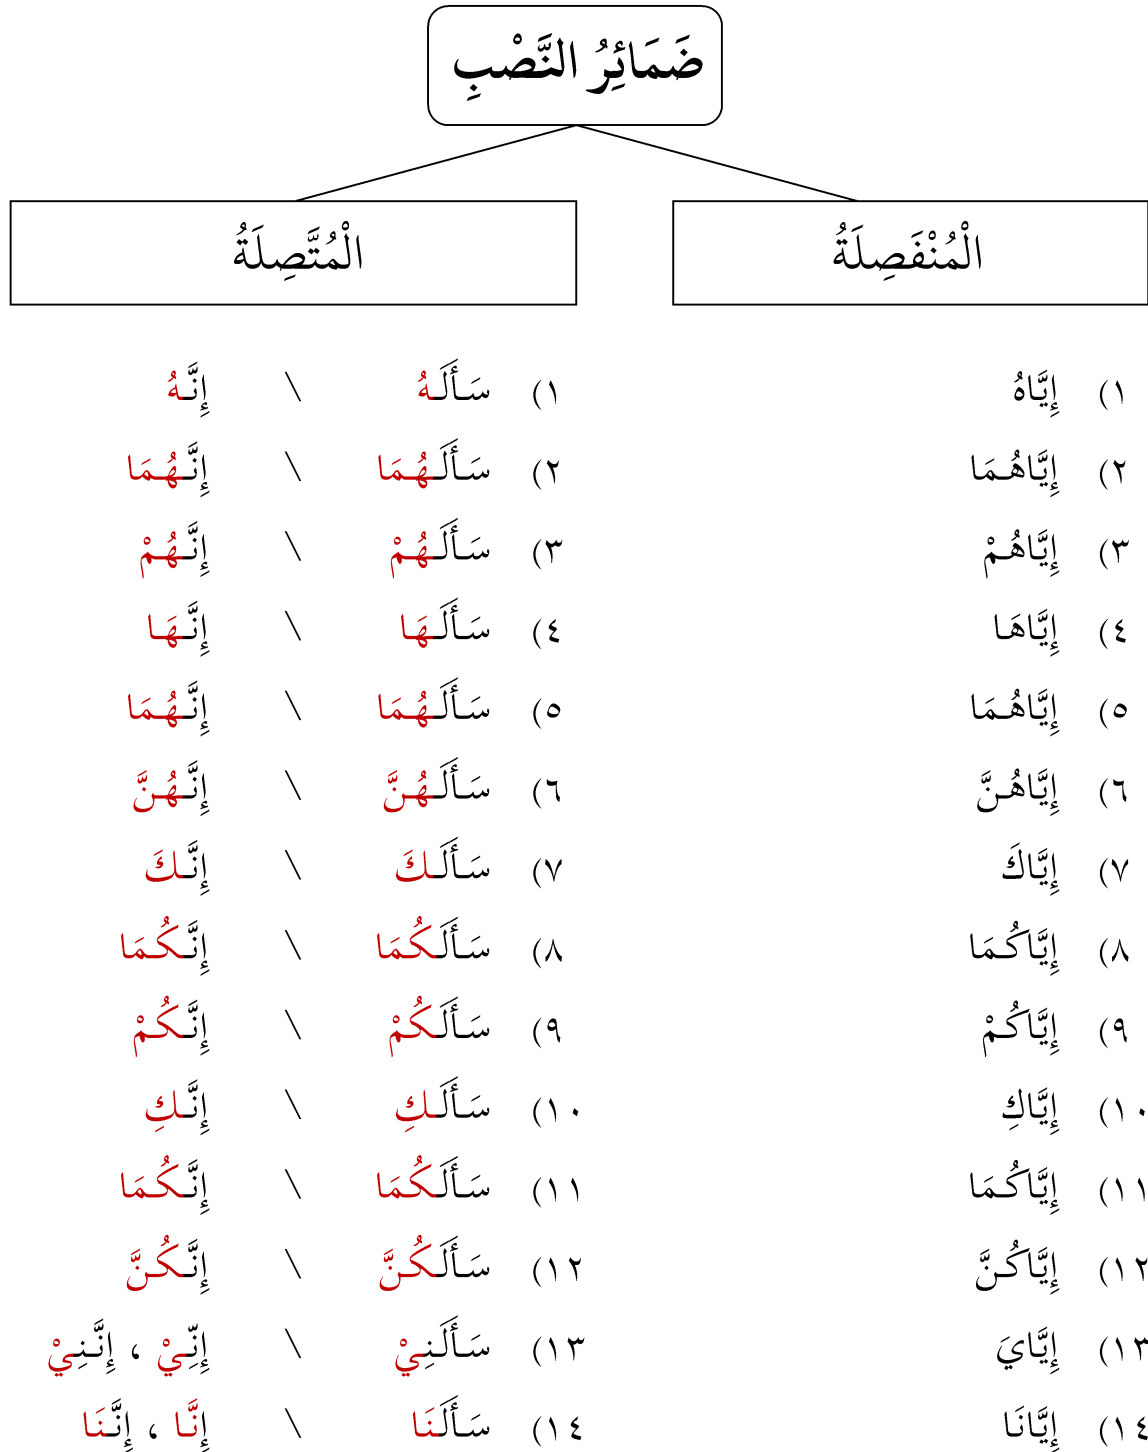 ضَمَائِرُ النَّصْبِ
الْمُنْفَصِلَةُ
الْمُتَّصِلَةُ
١) إِيَّاهُ
٢) إِيَّاهُمَا
٣) إِيَّاهُمْ
٤) إِيَّاهَا
٥) إِيَّاهُمَا
٦) إِيَّاهُنَّ
٧) إِيَّاكَ
٨) إِيَّاكُمَا
٩) إِيَّاكُمْ
١٠) إِيَّاكِ
١١) إِيَّاكُمَا
١٢) إِيَّاكُنَّ
١٣) إِيَّايَ
١٤) إِيَّانَا
١) سَأَلَهُ \ إِنَّهُ
٢) سَأَلَهُمَا \ إِنَّهُمَا
٣) سَأَلَهُمْ \ إِنَّهُمْ
٤) سَأَلَهَا \ إِنَّهَا
٥) سَأَلَهُمَا \ إِنَّهُمَا
٦) سَأَلَهُنَّ \ إِنَّهُنَّ
٧) سَأَلَكَ \ إِنَّكَ
٨) سَأَلَكُمَا \ إِنَّكُمَا
٩) سَأَلَكُمْ \ إِنَّكُمْ
١٠) سَأَلَكِ \ إِنَّكِ
١١) سَأَلَكُمَا \ إِنَّكُمَا
١٢) سَأَلَكُنَّ \ إِنَّكُنَّ
١٣) سَأَلَنِيْ \ إِنِّيْ ، إِنَّنِيْ
١٤) سَأَلَنَا \ إِنَّا ، إِنَّنَا